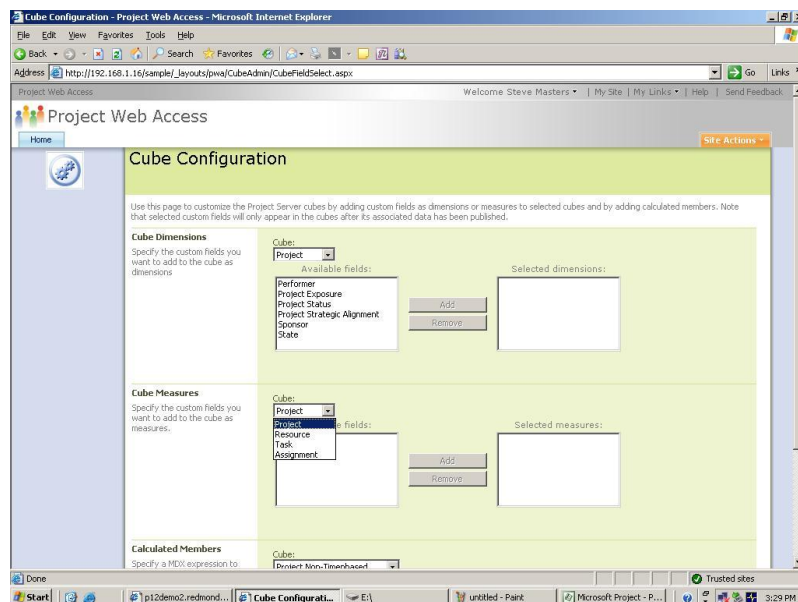 Cube Configuration - Project Web Access - Microsoft Internet Explorer
File Edit View Favorites Tools Help
Back Search Favorites
Address http://192.168.1.16/sample/_layouts/pwa/CubeAdmin/CubeFieldSelect.aspx Go Links
Project Web Access Welcome Steve Masters | My Site | My Links | Help | Send Feedback
Project Web Access
Home Site Actions
Cube Configuration
Use this page to customize the Project Server cubes by adding custom fields as dimensions or measures to selected cubes and by adding calculated members. Note
that selected custom fields will only appear in the cubes after its associated data has been published.
Cube Dimensions
Specify the custom fields you
want to add to the cube as
dimensions
Cube:
Project
Available fields:
Performer
Project Exposure
Project Status
Project Strategic Alignment
Sponsor
State
Add
Remove
Selected dimensions:
Cube Measures
Specify the custom fields you
want to add to the cube as
measures.
Cube:
Project
Project
Resource
Task
Assignment
e fields:
Add
Remove
Selected measures:
Calculated Members
Specify a MDX expression to
Cube:
Project Non-Timephased
Done Trusted sites
Start p12demo2.redmond... Cube Configurati... E:\ untitled - Paint Microsoft Project - P... 3:29 PM